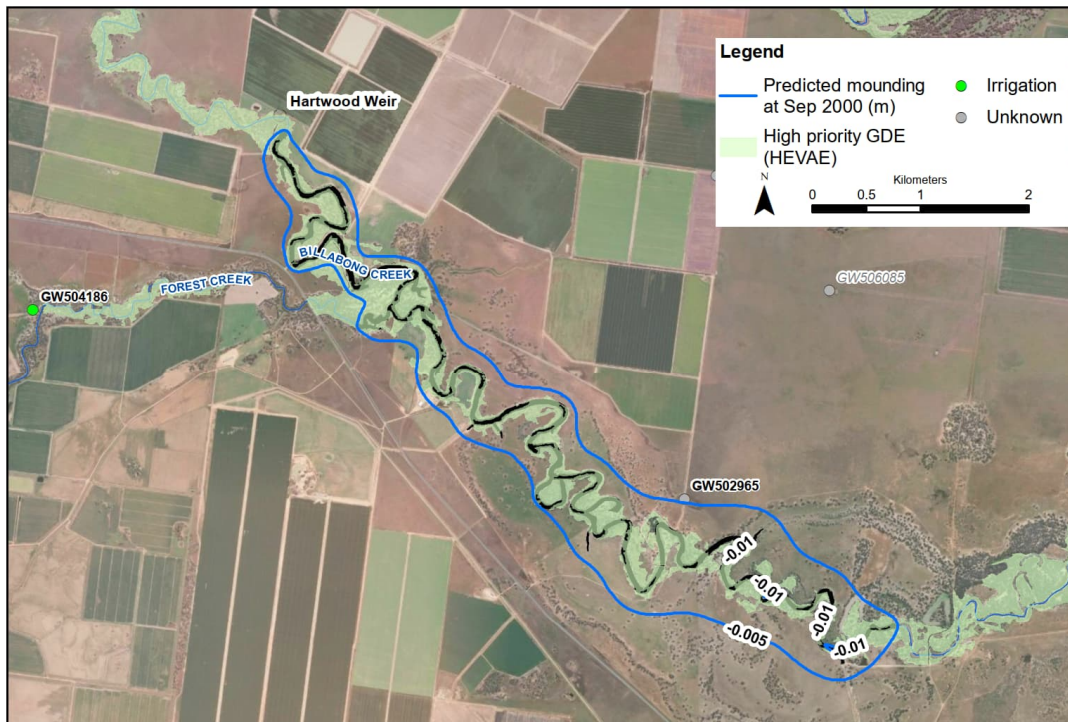 Legend
Predicted mounding
at Sep 2000 (m)
High priority GDE
(HEVAE)
Irrigation
Unknown
N
Kilometers
0 0.5 1 2
Hartwood Weir
BILLABONG CREEK
FOREST CREEK
GW504186
GW506085
GW502965
-0.01
-0.01
-0.01
-0.005
-0.01